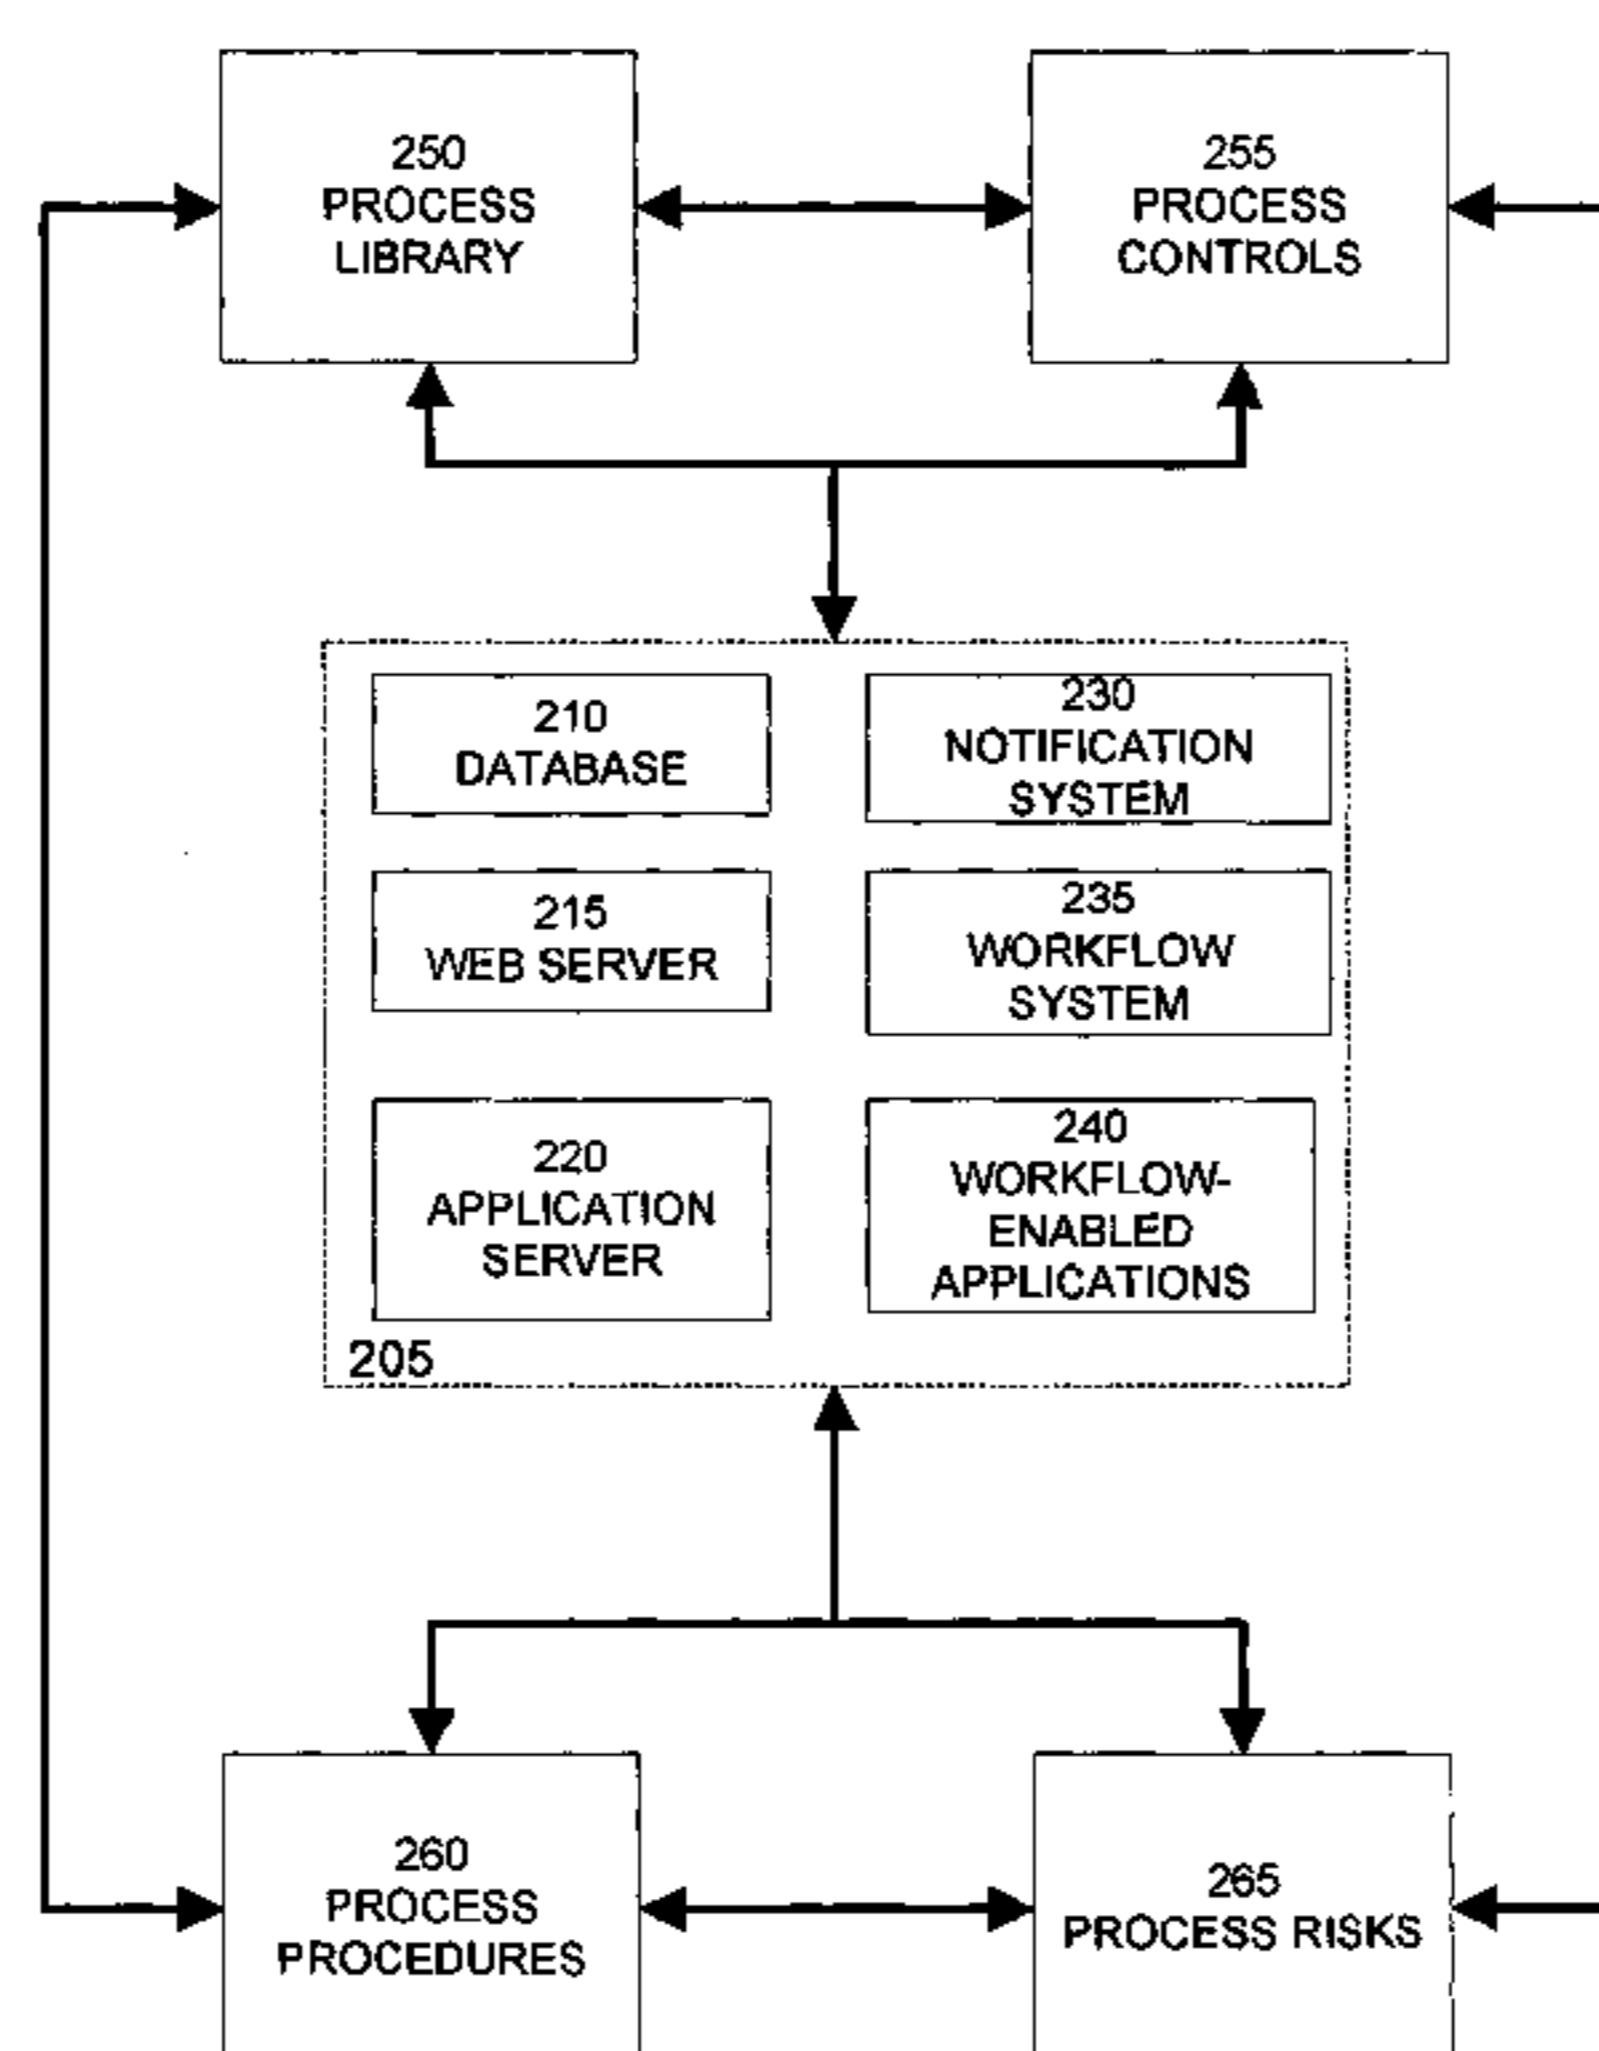 250
PROCESS
LIBRARY
255
PROCESS
CONTROLS
210
DATABASE
230
NOTIFICATION
SYSTEM
215
WEB SERVER
235
WORKFLOW
SYSTEM
220
APPLICATION
SERVER
240
WORKFLOW-
ENABLED
APPLICATIONS
205
260
PROCESS
PROCEDURES
265
PROCESS RISKS